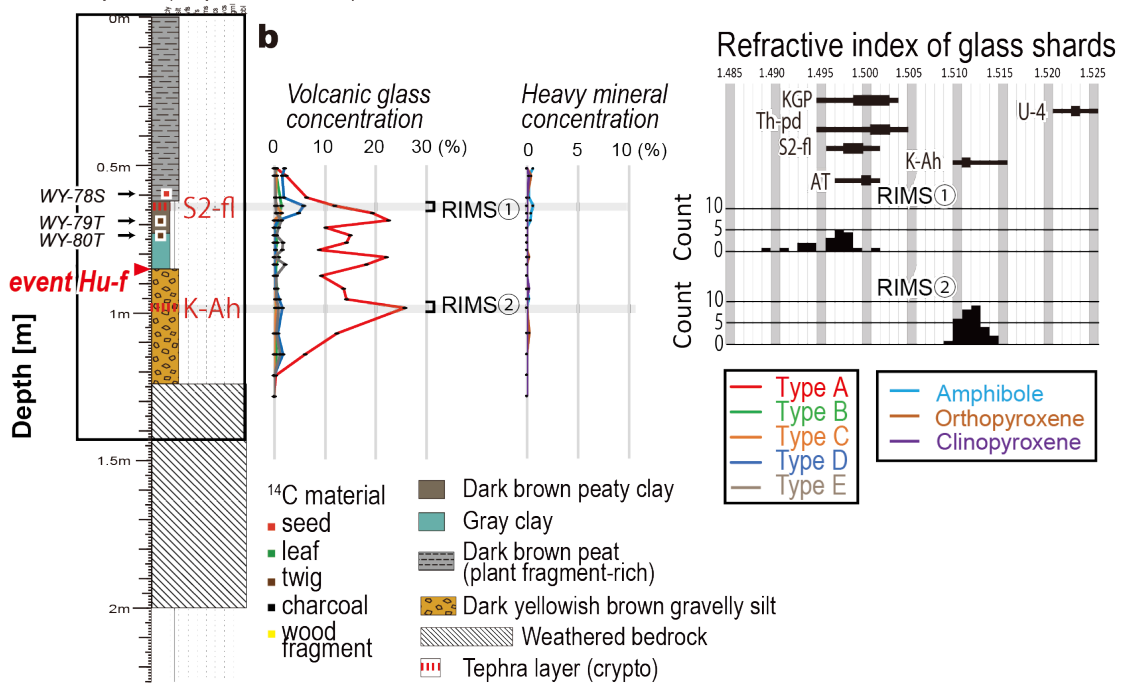 b
Refractive index of glass shards
1.485 1.490 1.495 1.500 1.505 1.510 1.515 1.520 1.525
KGP
Th-pd
S2-fl
AT
K-Ah
U-4
RIMS①
10
5
0
Count
RIMS②
10
5
0
Count
Volcanic glass
concentration
0 10 20 30 (%)
Heavy mineral
concentration
0 5 10 (%)
RIMS①
RIMS②
0m
0.5m
1m
1.5m
2m
Depth [m]
WY-78S
WY-79T
WY-80T
S2-fl
event Hu-f
K-Ah
Type A
Type B
Type C
Type D
Type E
Amphibole
Orthopyroxene
Clinopyroxene
14C material
seed
leaf
twig
charcoal
wood
fragment
Dark brown peaty clay
Gray clay
Dark brown peat
(plant fragment-rich)
Dark yellowish brown gravelly silt
Weathered bedrock
Tephra layer (crypto)